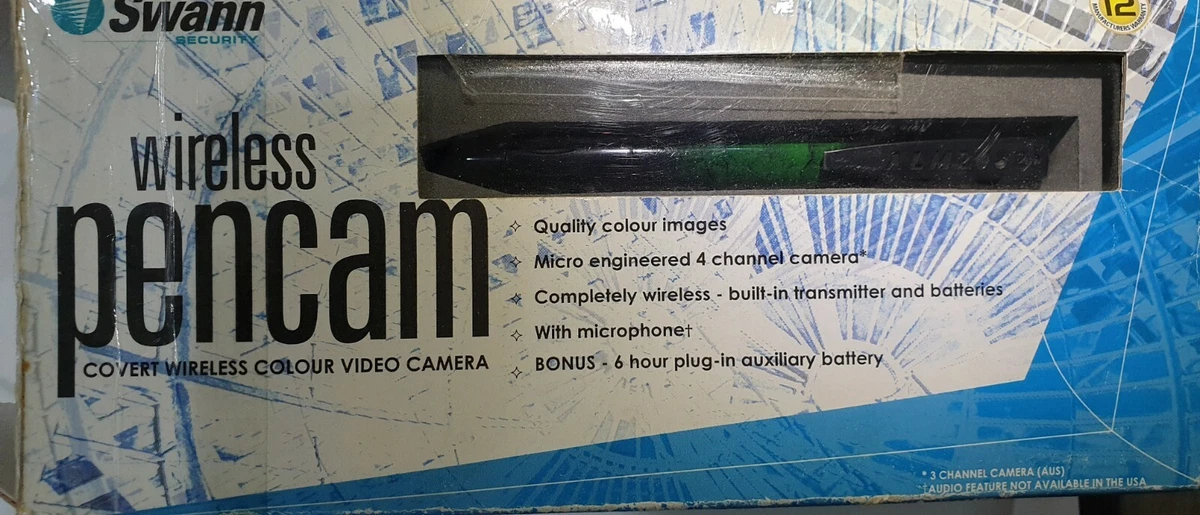 Swann
SECURITY
12
MANUFACTURERS WARRANTY
wireless
pencam
COVERT WIRELESS COLOUR VIDEO CAMERA
Quality colour images
Micro engineered 4 channel camera*
Completely wireless - built-in transmitter and batteries
With microphone†
BONUS - 6 hour plug-in auxiliary battery
* 3 CHANNEL CAMERA (AUS)
†AUDIO FEATURE NOT AVAILABLE IN THE USA